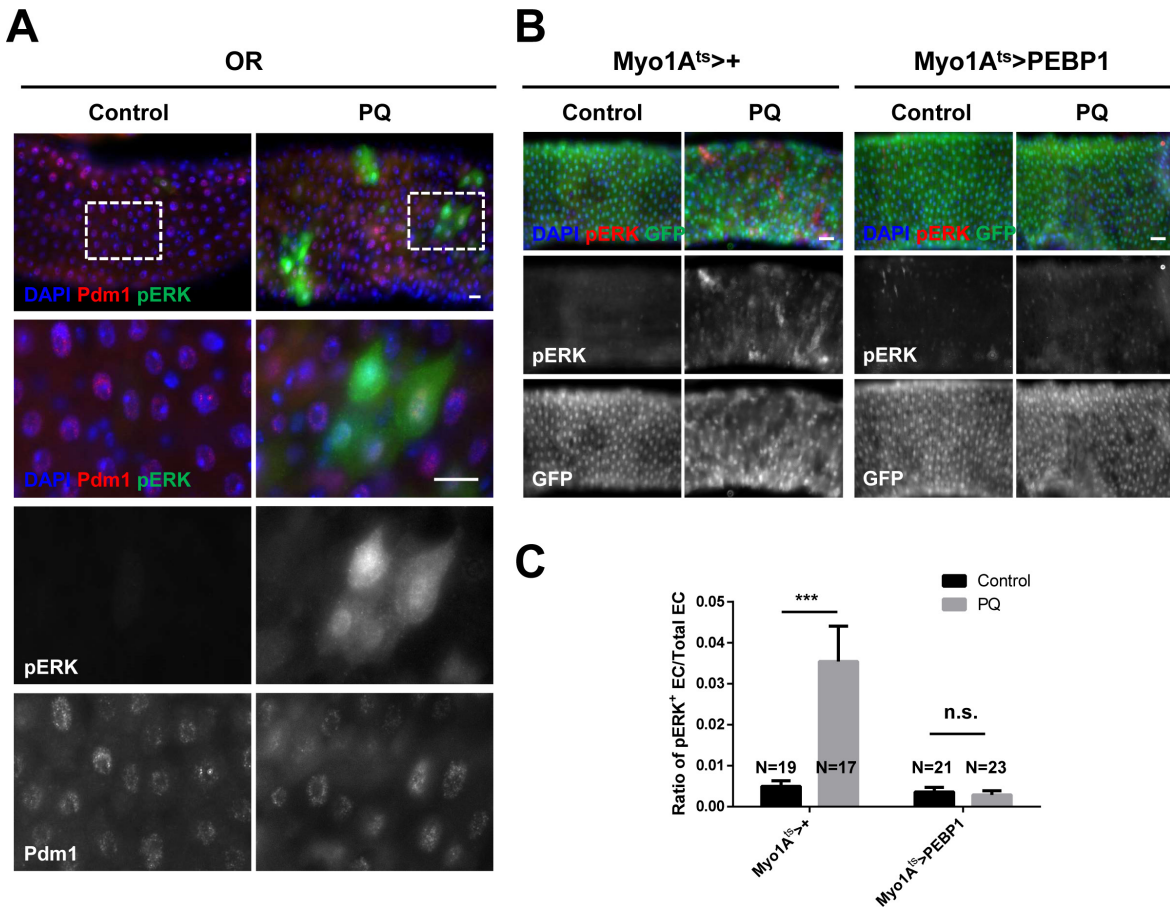 A
OR
Control PQ
DAPI Pdm1 pERK
DAPI Pdm1 pERK
pERK
Pdm1
B
Myo1Ats>+ Myo1Ats>PEBP1
Control PQ Control PQ
DAPI pERK GFP DAPI pERK GFP
pERK pERK
GFP GFP
C
Control
PQ
Ratio of pERK+ EC/Total EC
0.05
0.04
0.03
0.02
0.01
0.00
***
n.s.
N=19 N=17 N=21 N=23
Myo1Ats>+ Myo1Ats>PEBP1